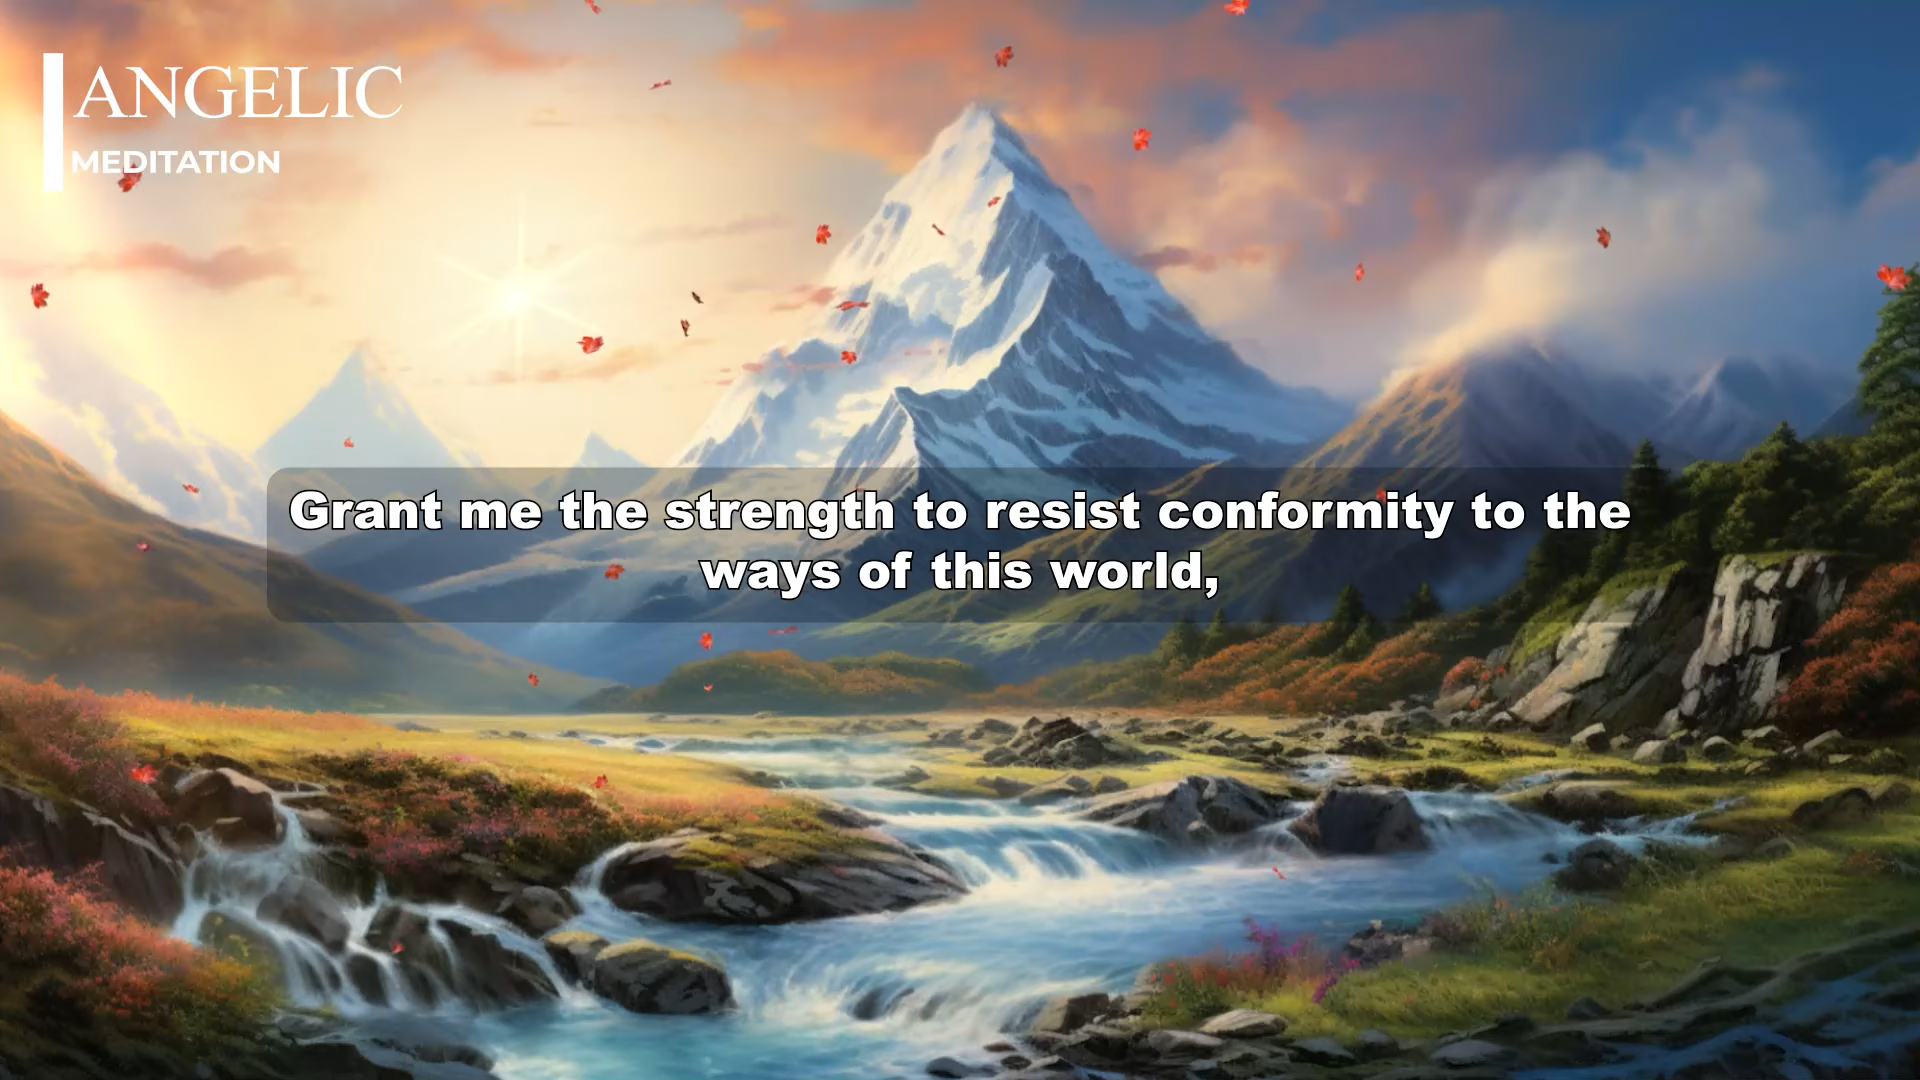 ANGELIC
MEDITATION
Grant me the strength to resist conformity to the
ways of this world,